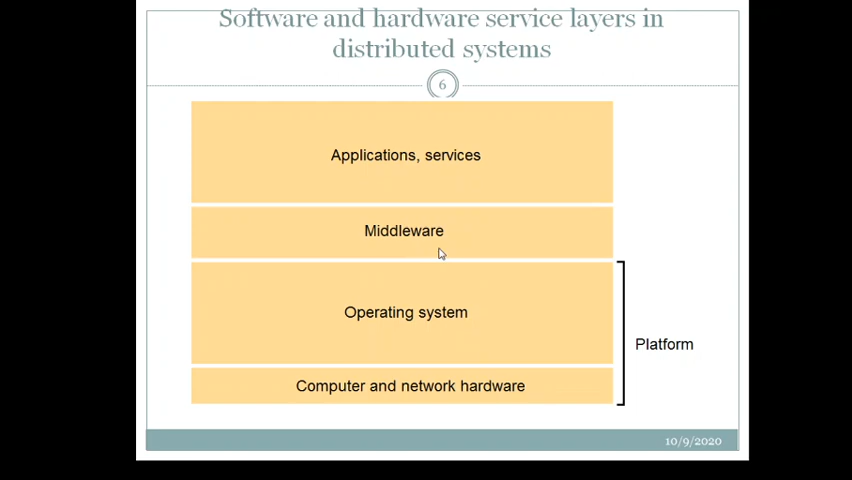 Software and hardware service layers in
distributed systems
6
Applications, services
Middleware
Operating system
Platform
Computer and network hardware
10/9/2020